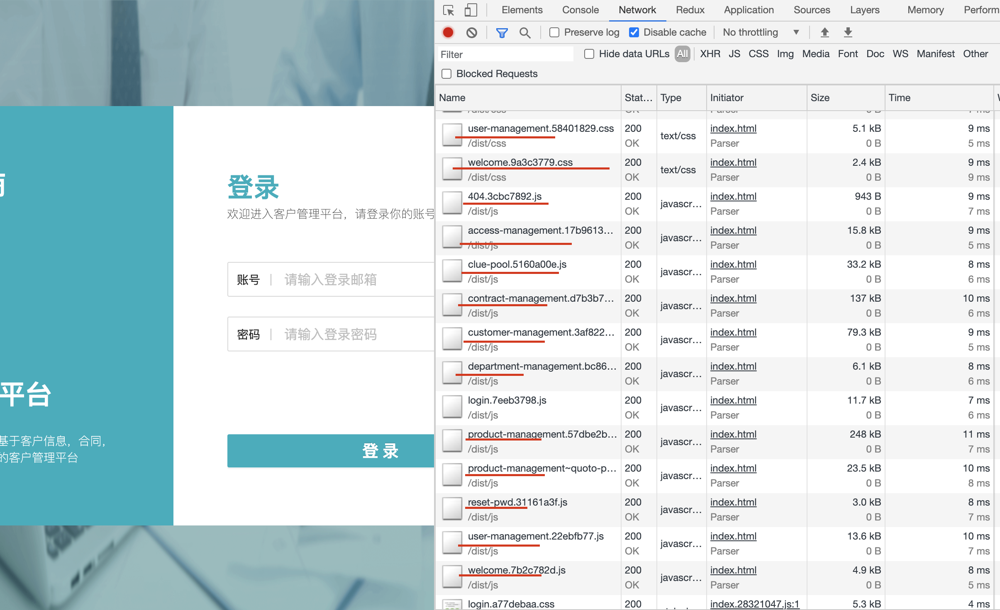 平台
基于客户信息，合同，
的客户管理平台
登录
欢迎进入客户管理平台，请登录你的账号
账号 | 请输入登录邮箱
密码 | 请输入登录密码
登 录
Elements Console Network Redux Application Sources Layers Memory Perform
Preserve log Disable cache No throttling
Filter Hide data URLs All XHR JS CSS Img Media Font Doc WS Manifest Other
Blocked Requests
Name Stat… Type Initiator Size Time
user-management.58401829.css 200 text/css index.html 5.1 kB 9 ms
/dist/css OK Parser 0 B 5 ms
welcome.9a3c3779.css 200 text/css index.html 2.4 kB 9 ms
/dist/css OK Parser 0 B 9 ms
404.3cbc7892.js 200 javascr… index.html 943 B 9 ms
/dist/js OK Parser 0 B 7 ms
access-management.17b9613… 200 javascr… index.html 15.8 kB 9 ms
/dist/js OK Parser 0 B 5 ms
clue-pool.5160a00e.js 200 javascr… index.html 33.2 kB 8 ms
/dist/js OK Parser 0 B 6 ms
contract-management.d7b3b7… 200 javascr… index.html 137 kB 10 ms
/dist/js OK Parser 0 B 6 ms
customer-management.3af822… 200 javascr… index.html 79.3 kB 9 ms
/dist/js OK Parser 0 B 5 ms
department-management.bc86… 200 javascr… index.html 6.1 kB 8 ms
/dist/js OK Parser 0 B 6 ms
login.7eeb3798.js 200 javascr… index.html 11.7 kB 7 ms
/dist/js OK Parser 0 B 6 ms
product-management.57dbe2b… 200 javascr… index.html 248 kB 11 ms
/dist/js OK Parser 0 B 7 ms
product-management~quoto-p… 200 javascr… index.html 23.5 kB 10 ms
/dist/js OK Parser 0 B 8 ms
reset-pwd.31161a3f.js 200 javascr… index.html 3.0 kB 8 ms
/dist/js OK Parser 0 B 7 ms
user-management.22ebfb77.js 200 javascr… index.html 13.6 kB 10 ms
/dist/js OK Parser 0 B 7 ms
welcome.7b2c782d.js 200 javascr… index.html 4.9 kB 8 ms
/dist/js OK Parser 0 B 5 ms
login.a77debaa.css 200 index.28321047.js:1 5.3 kB 4 ms